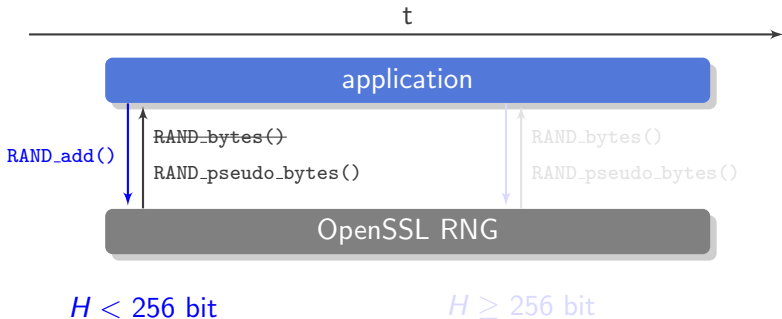 t
application
RAND_add()
RAND_bytes()
RAND_pseudo_bytes()
RAND_bytes()
RAND_pseudo_bytes()
OpenSSL RNG
H < 256 bit
H ≥ 256 bit